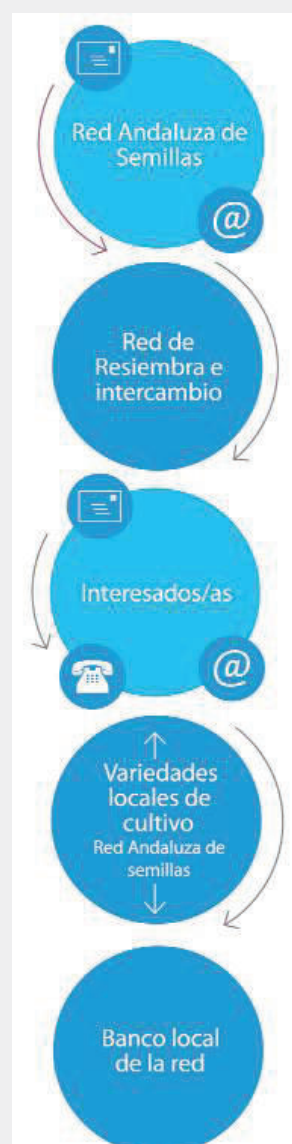 Red Andaluza de
Semillas
@
Red de
Resiembra e
intercambio
Interesados/as
@
Variedades
locales de
cultivo
Red Andaluza de
semillas
Banco local
de la red